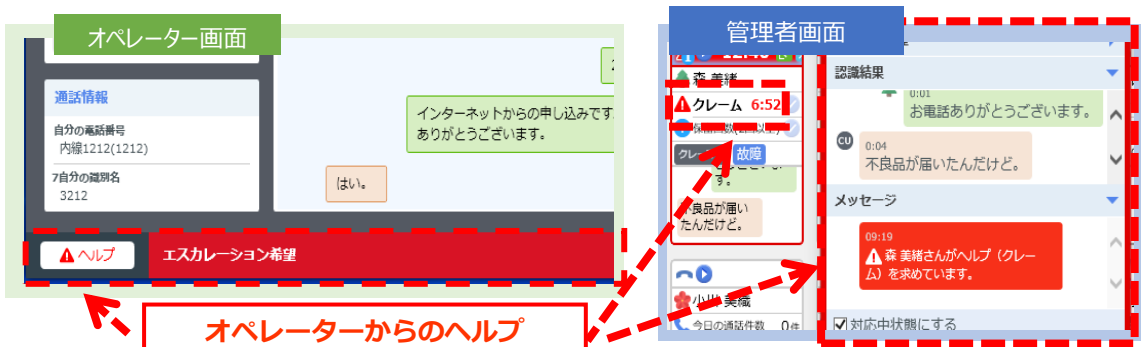 オペレーター画面
通話情報
自分の電話番号
内線1212(1212)
7自分の識別名
3212
インターネットからの申し込みです
ありがとうございます。
はい。
ヘルプ
エスカレーション希望
オペレーターからのヘルプ
管理者画面
森 美緒
クレーム 6:52
故障
す。
不良品が届い
たんだけど。
小川 美織
今日の通話件数 0件
認識結果
0:01
お電話ありがとうございます。
CU
0:04
不良品が届いたんだけど。
メッセージ
09:19
森 美緒さんがヘルプ（クレー
ム）を求めています。
対応中状態にする